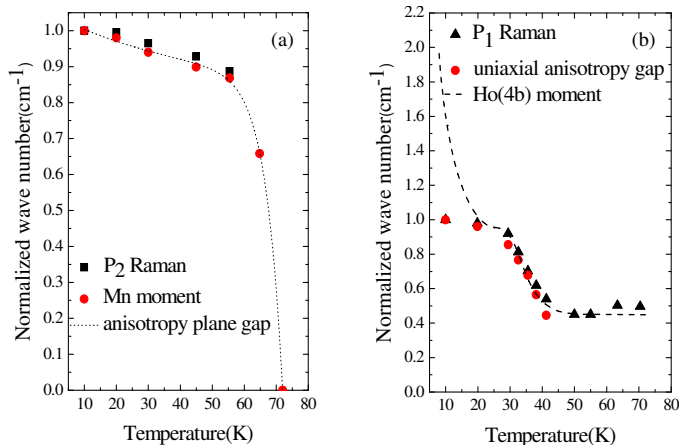 (a)
Normalized wave number(cm⁻¹)
1.0
0.9
0.8
0.7
0.6
0.5
0.4
0.3
0.2
0.1
0.0
P₂ Raman
Mn moment
anisotropy plane gap
10 20 30 40 50 60 70 80
Temperature(K)
(b)
Normalized wave number(cm⁻¹)
2.2
2.0
1.8
1.6
1.4
1.2
1.0
0.8
0.6
0.4
0.2
0.0
P₁ Raman
uniaxial anisotropy gap
Ho(4b) moment
10 20 30 40 50 60 70 80
Temperature(K)